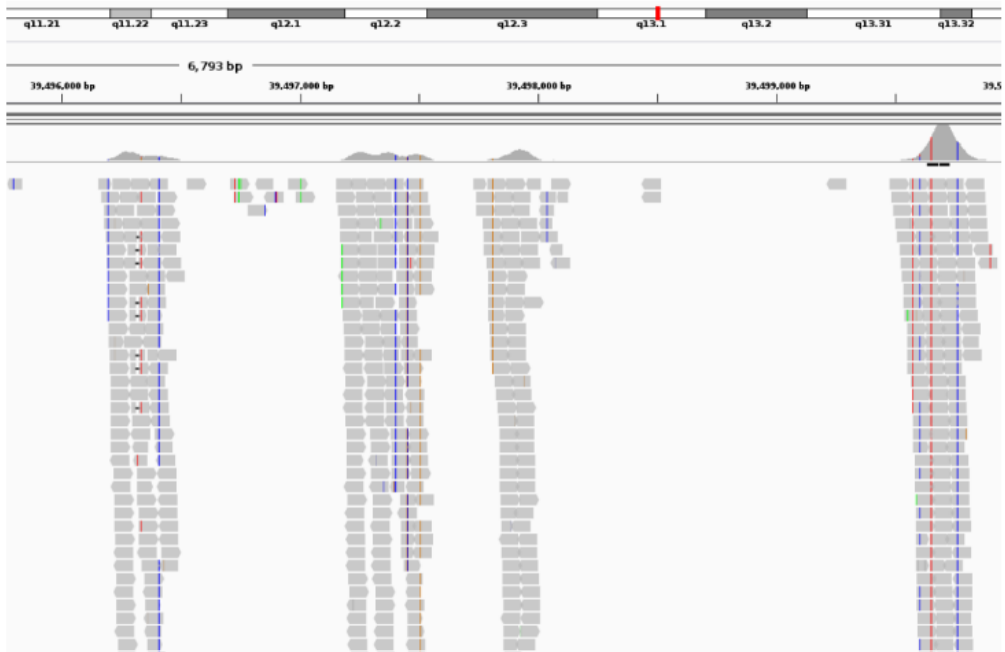 q11.21 q11.22 q11.23 q12.1 q12.2 q12.3 q13.1 q13.2 q13.31 q13.32
6,793 bp
39,496,000 bp 39,497,000 bp 39,498,000 bp 39,499,000 bp 39,5